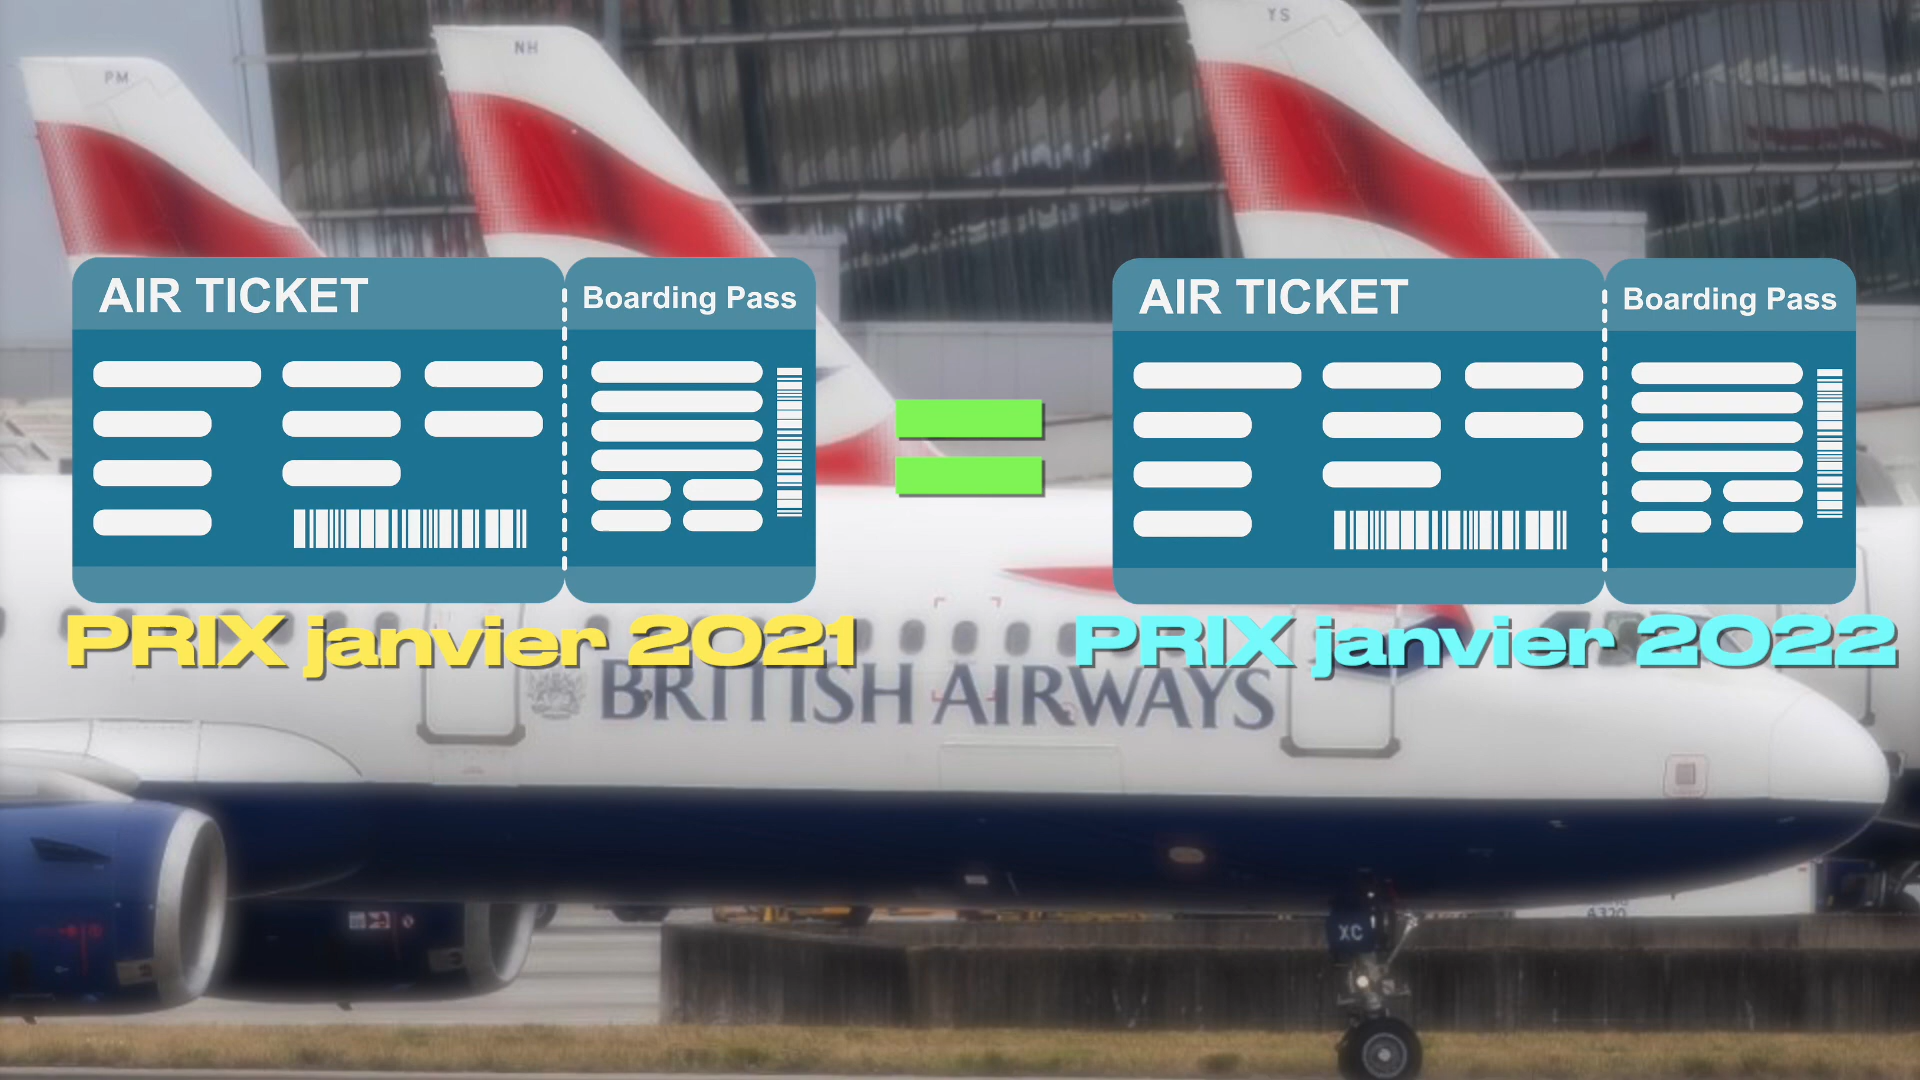 PM
NH
YS
AIR TICKET
Boarding Pass
AIR TICKET
Boarding Pass
PRIX janvier 2021
PRIX janvier 2022
BRITISH AIRWAYS
A320
XC